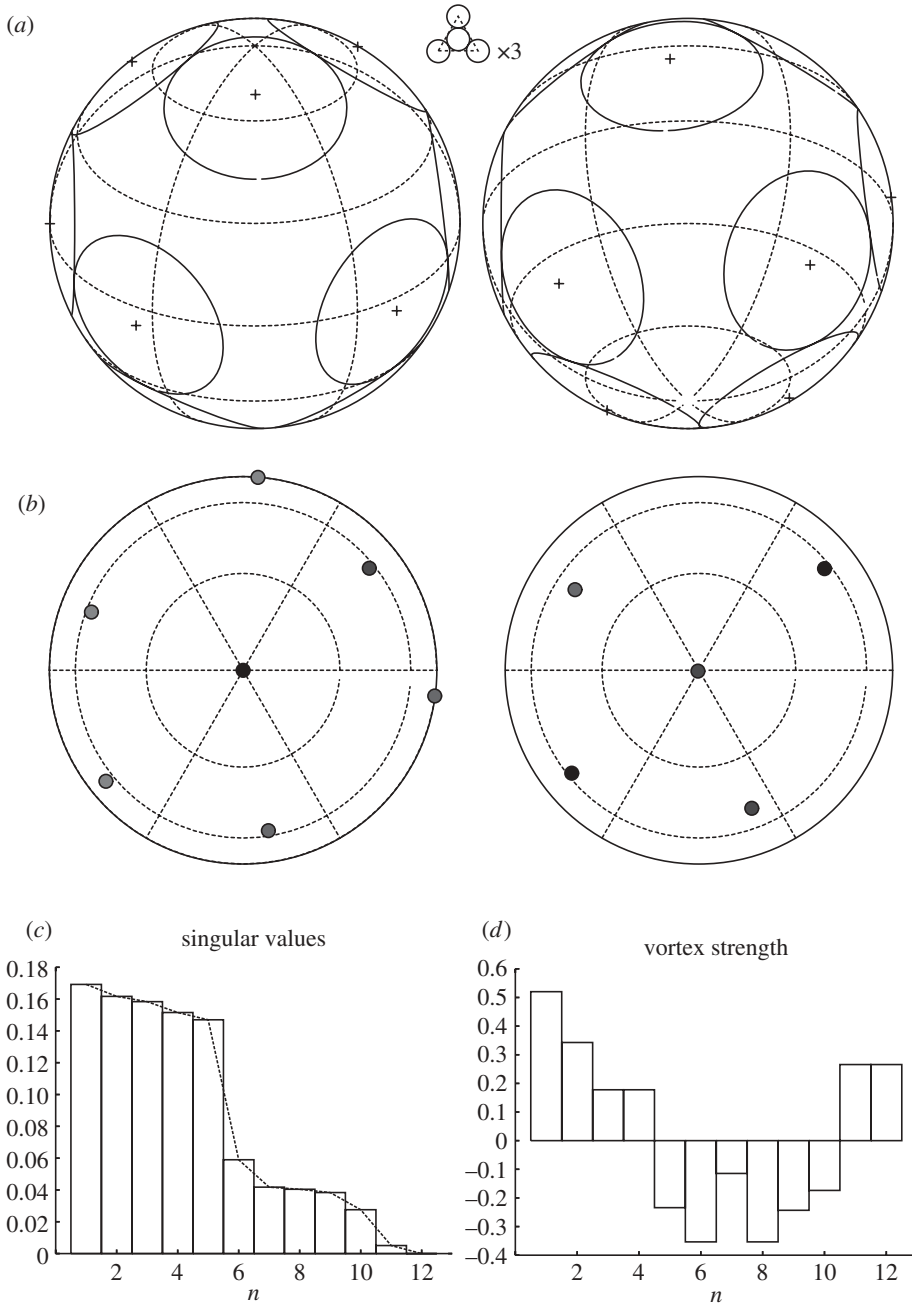 (a)
×3
(b)
(c)
singular values
0.18
0.16
0.14
0.12
0.10
0.08
0.06
0.04
0.02
0
2 4 6 8 10 12
n
(d)
vortex strength
0.6
0.5
0.4
0.3
0.2
0.1
0
–0.1
–0.2
–0.3
–0.4
2 4 6 8 10 12
n